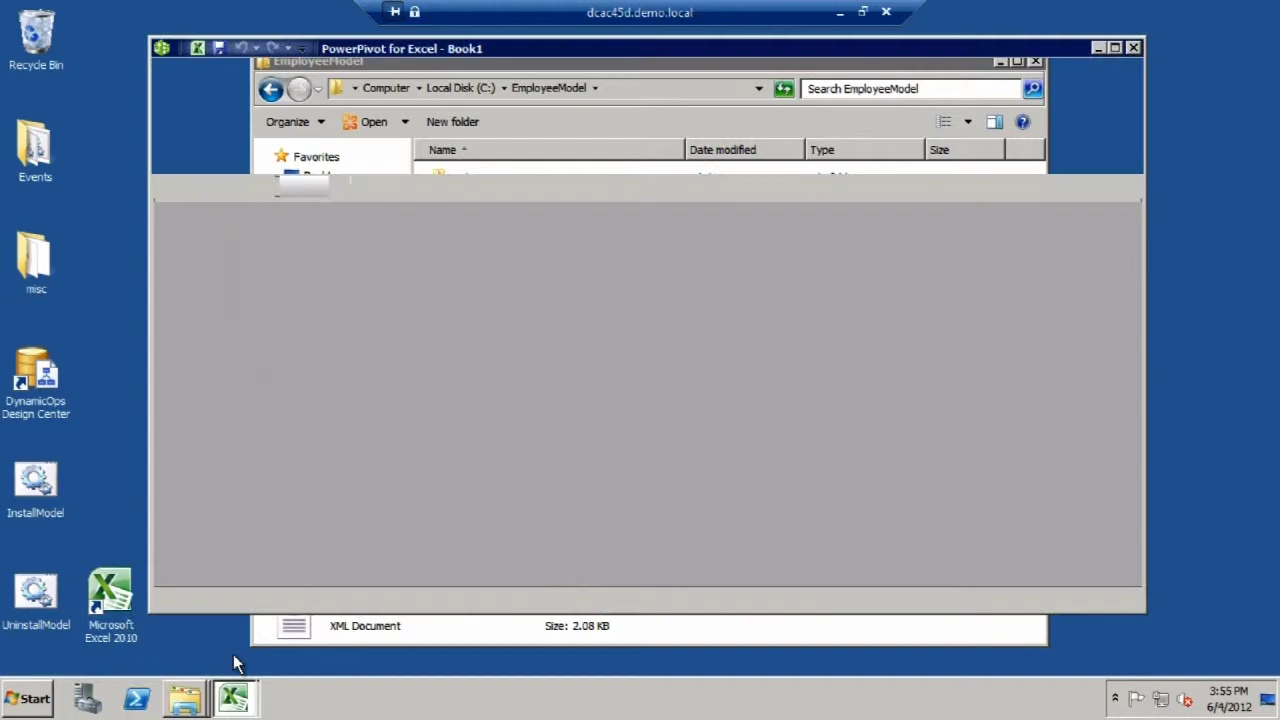 dcac45d.demo.local
Recycle Bin
PowerPivot for Excel - Book1
EmployeeModel
Computer Local Disk (C:) EmployeeModel
Search EmployeeModel
Organize Open New folder
Name Date modified Type Size
Favorites
Events
misc
DynamicOps
Design Center
InstallModel
UninstallModel
Microsoft
Excel 2010
XML Document Size: 2.08 KB
Start
3:55 PM
6/4/2012